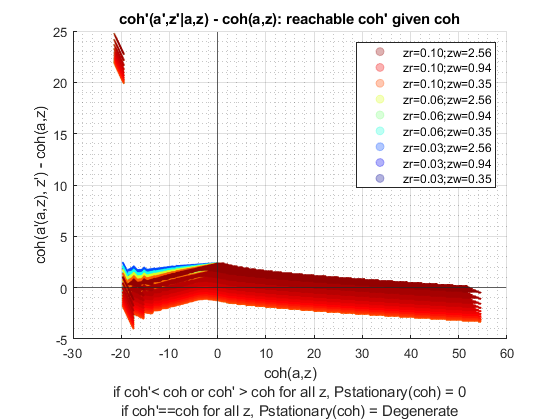 coh'(a',z'|a,z) - coh(a,z): reachable coh' given coh
25
20
15
10
5
0
-5
coh(a'(a,z), z') - coh(a,z)
zr=0.10;zw=2.56
zr=0.10;zw=0.94
zr=0.10;zw=0.35
zr=0.06;zw=2.56
zr=0.06;zw=0.94
zr=0.06;zw=0.35
zr=0.03;zw=2.56
zr=0.03;zw=0.94
zr=0.03;zw=0.35
-30 -20 -10 0 10 20 30 40 50 60
coh(a,z)
if coh'< coh or coh' > coh for all z, Pstationary(coh) = 0
if coh'==coh for all z, Pstationary(coh) = Degenerate